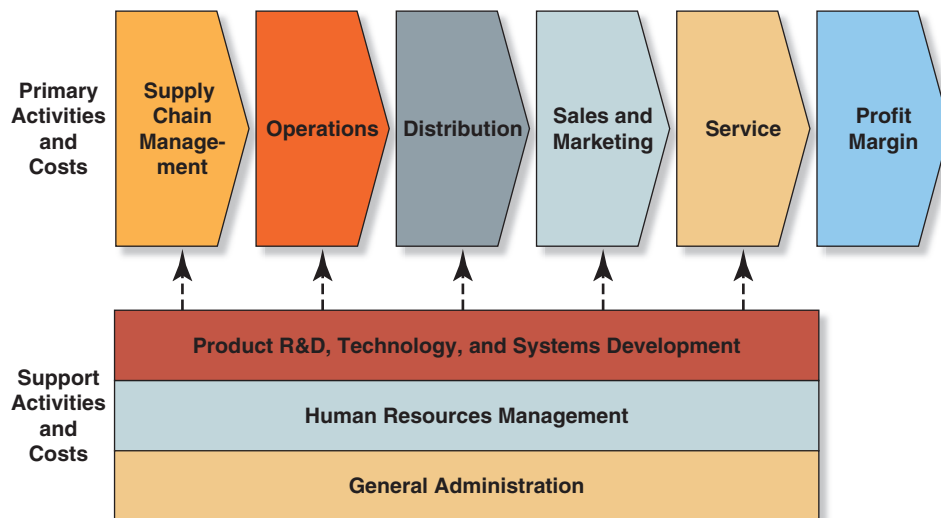 Primary
Activities
and
Costs
Supply
Chain
Manage-
ment
Operations
Distribution
Sales and
Marketing
Service
Profit
Margin
Support
Activities
and
Costs
Product R&D, Technology, and Systems Development
Human Resources Management
General Administration